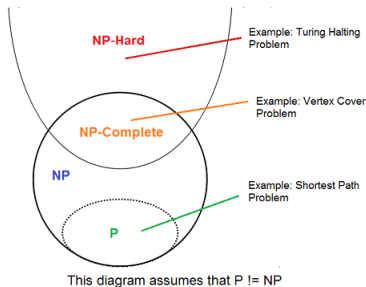 NP-Hard
Example: Turing Halting
Problem
NP-Complete
Example: Vertex Cover
Problem
NP
Example: Shortest Path
Problem
P
This diagram assumes that P != NP